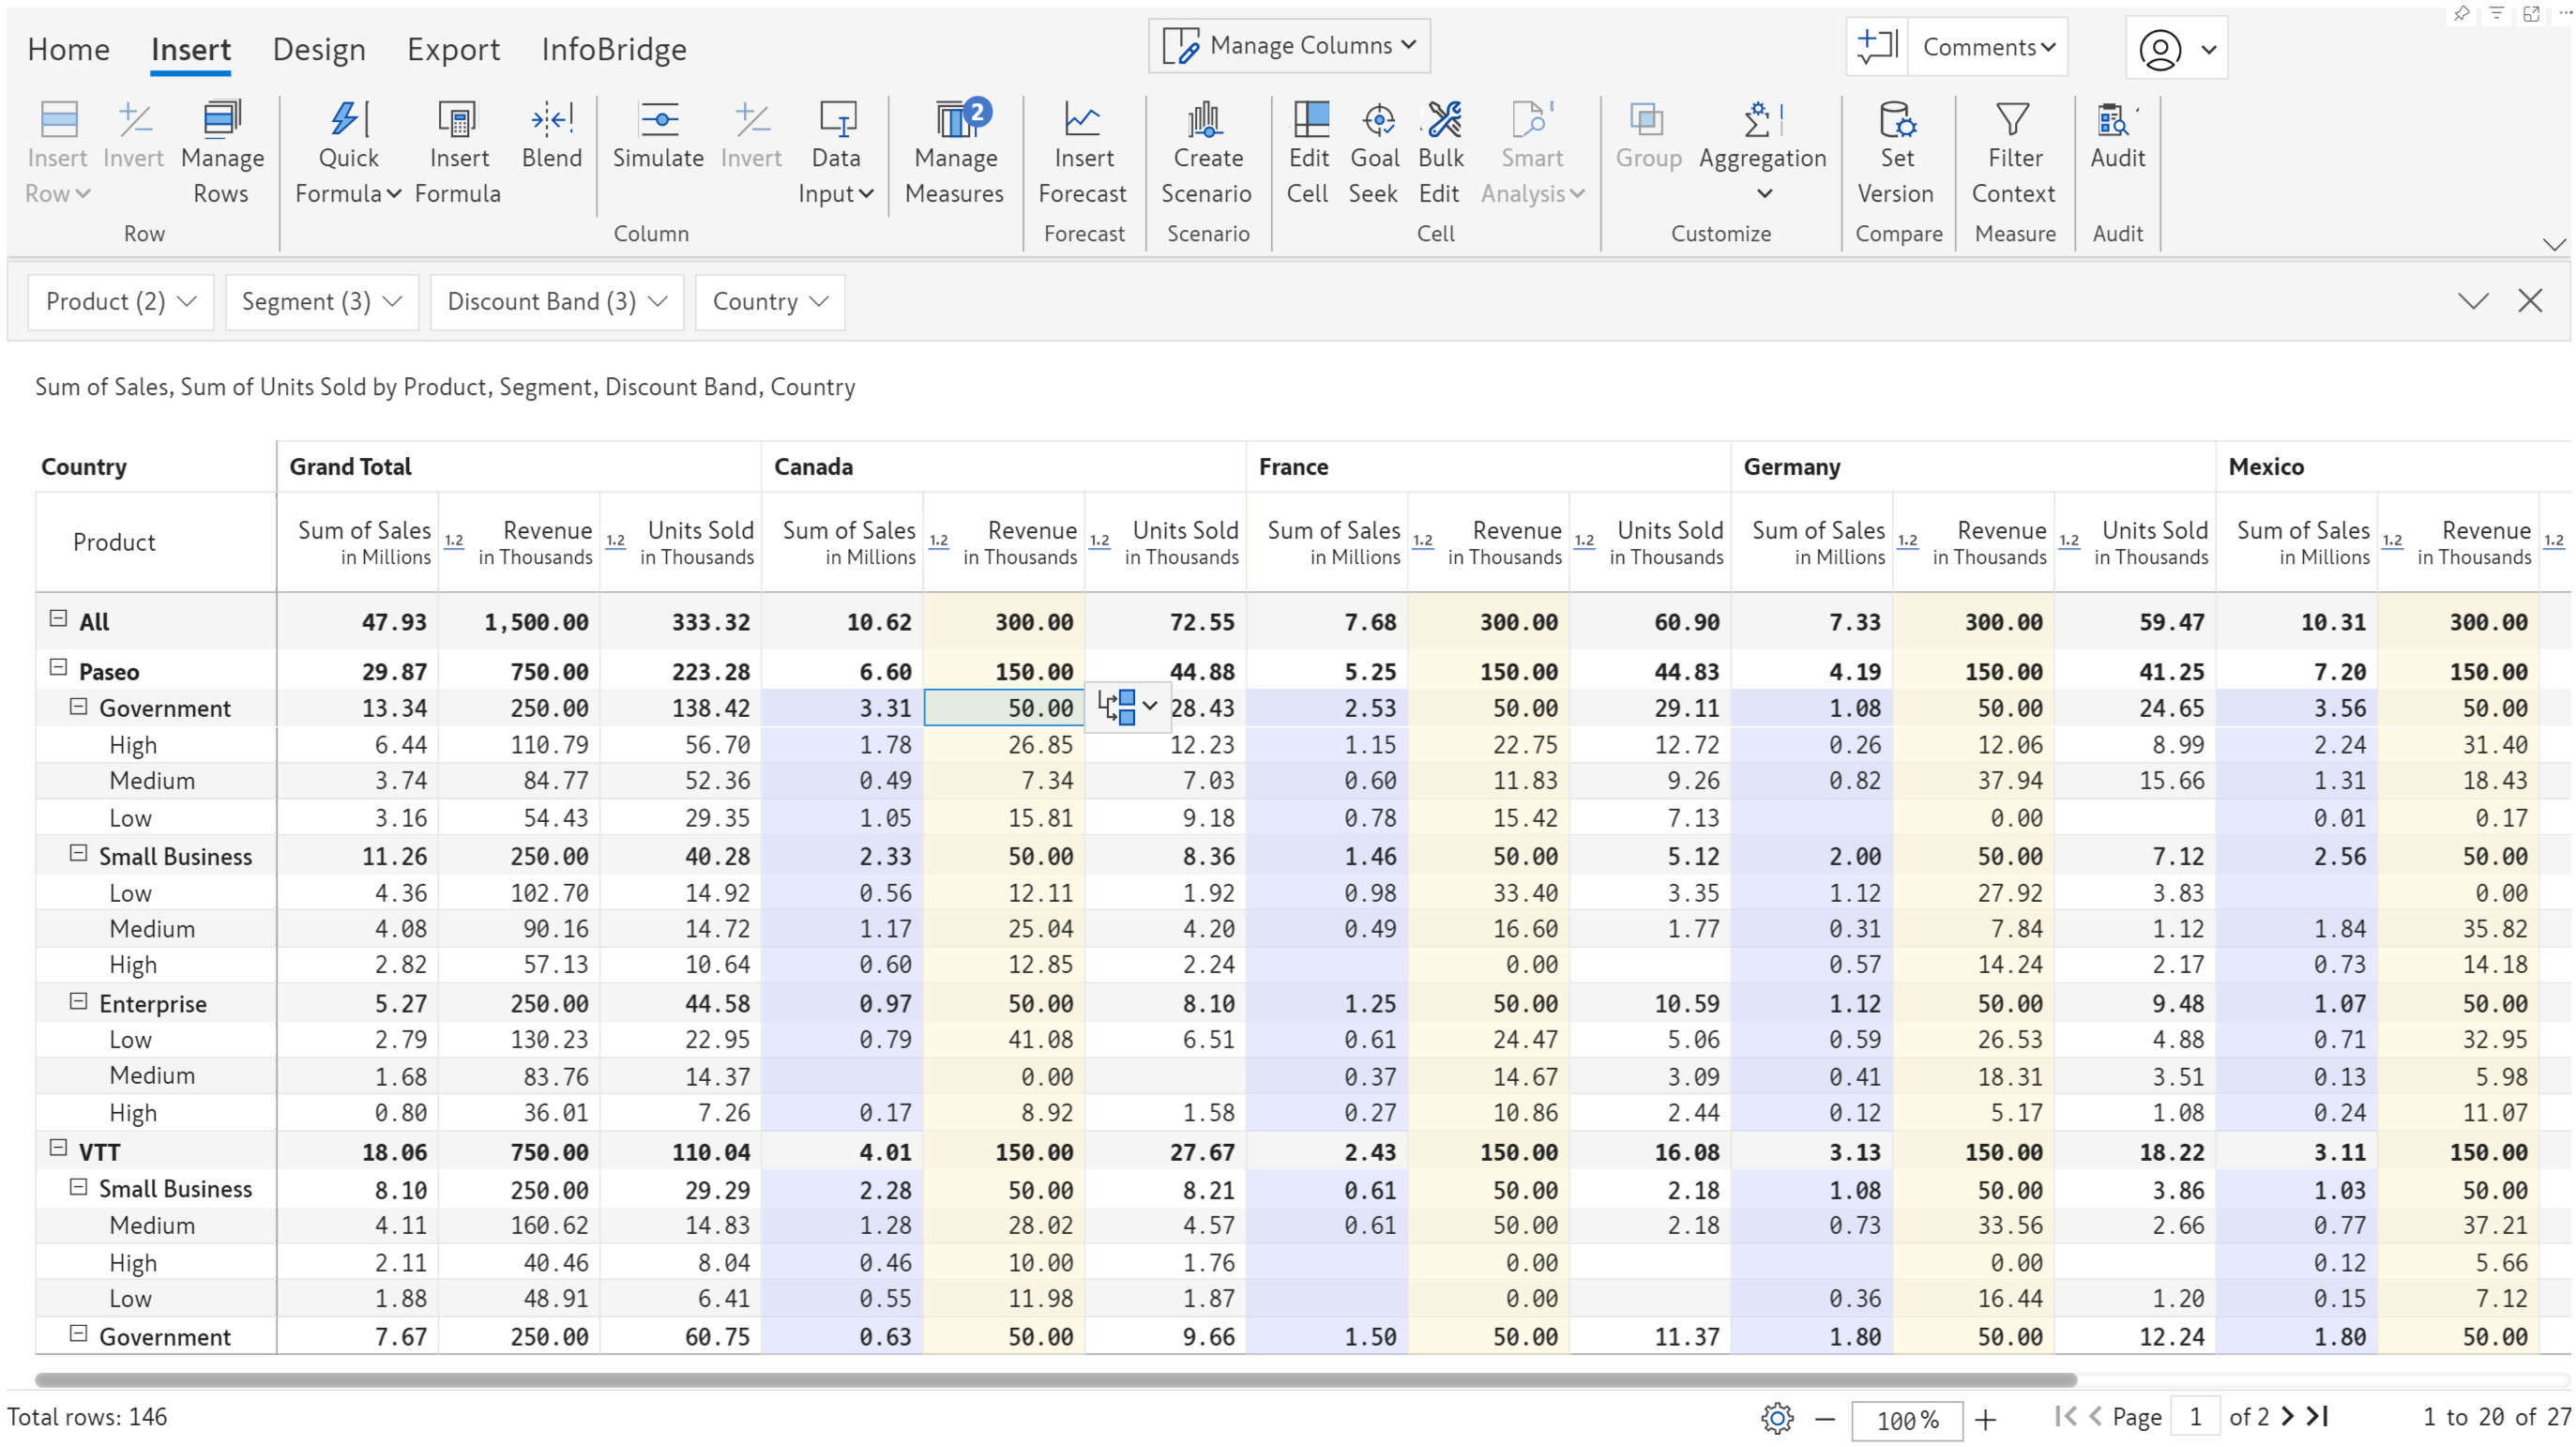 Home Insert Design Export InfoBridge Manage Columns Comments
Insert Row Invert Manage Rows Quick Formula Insert Formula Blend Simulate Invert Data Input 2 Manage Measures Insert Forecast Create Scenario Edit Cell Goal Seek Bulk Edit Smart Analysis Group Aggregation Set Version Filter Context Audit
Row Column Forecast Scenario Cell Customize Compare Measure Audit
Product (2) Segment (3) Discount Band (3) Country
Sum of Sales, Sum of Units Sold by Product, Segment, Discount Band, Country
Country Grand Total Canada France Germany Mexico
Product Sum of Sales 1.2 Revenue 1.2 Units Sold Sum of Sales 1.2 Revenue 1.2 Units Sold Sum of Sales 1.2 Revenue 1.2 Units Sold Sum of Sales 1.2 Revenue 1.2 Units Sold Sum of Sales 1.2 Revenue 1.2
in Millions in Thousands in Thousands in Millions in Thousands in Thousands in Millions in Thousands in Thousands in Millions in Thousands in Thousands in Millions in Thousands
All 47.93 1,500.00 333.32 10.62 300.00 72.55 7.68 300.00 60.90 7.33 300.00 59.47 10.31 300.00
Paseo 29.87 750.00 223.28 6.60 150.00 44.88 5.25 150.00 44.83 4.19 150.00 41.25 7.20 150.00
Government 13.34 250.00 138.42 3.31 50.00 28.43 2.53 50.00 29.11 1.08 50.00 24.65 3.56 50.00
High 6.44 110.79 56.70 1.78 26.85 12.23 1.15 22.75 12.72 0.26 12.06 8.99 2.24 31.40
Medium 3.74 84.77 52.36 0.49 7.34 7.03 0.60 11.83 9.26 0.82 37.94 15.66 1.31 18.43
Low 3.16 54.43 29.35 1.05 15.81 9.18 0.78 15.42 7.13 0.00 0.01 0.17
Small Business 11.26 250.00 40.28 2.33 50.00 8.36 1.46 50.00 5.12 2.00 50.00 7.12 2.56 50.00
Low 4.36 102.70 14.92 0.56 12.11 1.92 0.98 33.40 3.35 1.12 27.92 3.83 0.00
Medium 4.08 90.16 14.72 1.17 25.04 4.20 0.49 16.60 1.77 0.31 7.84 1.12 1.84 35.82
High 2.82 57.13 10.64 0.60 12.85 2.24 0.00 0.57 14.24 2.17 0.73 14.18
Enterprise 5.27 250.00 44.58 0.97 50.00 8.10 1.25 50.00 10.59 1.12 50.00 9.48 1.07 50.00
Low 2.79 130.23 22.95 0.79 41.08 6.51 0.61 24.47 5.06 0.59 26.53 4.88 0.71 32.95
Medium 1.68 83.76 14.37 0.00 0.37 14.67 3.09 0.41 18.31 3.51 0.13 5.98
High 0.80 36.01 7.26 0.17 8.92 1.58 0.27 10.86 2.44 0.12 5.17 1.08 0.24 11.07
VTT 18.06 750.00 110.04 4.01 150.00 27.67 2.43 150.00 16.08 3.13 150.00 18.22 3.11 150.00
Small Business 8.10 250.00 29.29 2.28 50.00 8.21 0.61 50.00 2.18 1.08 50.00 3.86 1.03 50.00
Medium 4.11 160.62 14.83 1.28 28.02 4.57 0.61 50.00 2.18 0.73 33.56 2.66 0.77 37.21
High 2.11 40.46 8.04 0.46 10.00 1.76 0.00 0.00 0.12 5.66
Low 1.88 48.91 6.41 0.55 11.98 1.87 0.00 0.36 16.44 1.20 0.15 7.12
Government 7.67 250.00 60.75 0.63 50.00 9.66 1.50 50.00 11.37 1.80 50.00 12.24 1.80 50.00
Total rows: 146 100 % Page 1 of 2 1 to 20 of 27